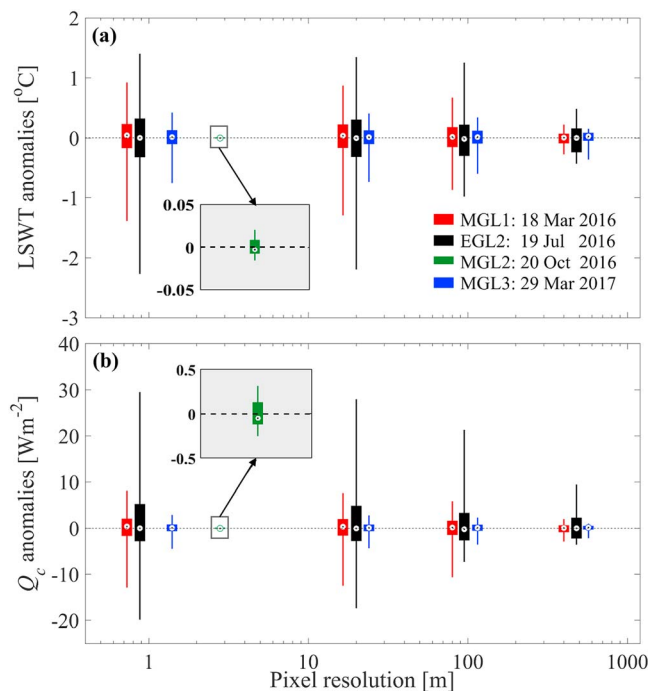 (a)
LSWT anomalies [°C]
2
1
0
-1
-2
-3
0.05
0
-0.05
MGL1: 18 Mar 2016
EGL2: 19 Jul 2016
MGL2: 20 Oct 2016
MGL3: 29 Mar 2017
(b)
Qc anomalies [Wm⁻²]
40
30
20
10
0
-10
-20
0.5
0
-0.5
1 10 100 1000
Pixel resolution [m]